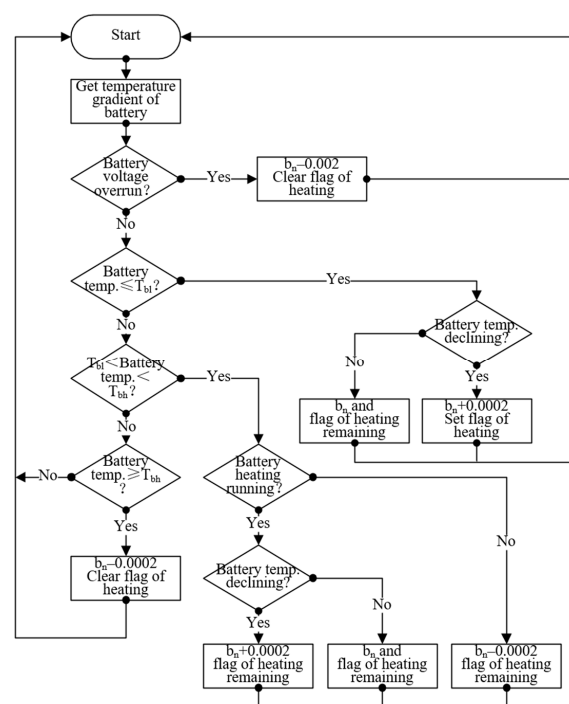 Start
Get temperature
gradient of
battery
Battery
voltage
overrun?
Yes
bₙ–0.002
Clear flag of
heating
No
Battery
temp.≤T_bl?
Yes
No
Battery temp.
declining?
No
Yes
bₙ and
flag of heating
remaining
bₙ+0.0002
Set flag of
heating
T_bl<Battery
temp.<
T_bh?
Yes
No
Battery
temp.≥T_bh
?
No
Yes
bₙ–0.0002
Clear flag of
heating
Battery
heating
running?
No
Yes
Battery temp.
declining?
No
Yes
bₙ+0.0002
flag of heating
remaining
bₙ and
flag of heating
remaining
bₙ–0.0002
flag of heating
remaining